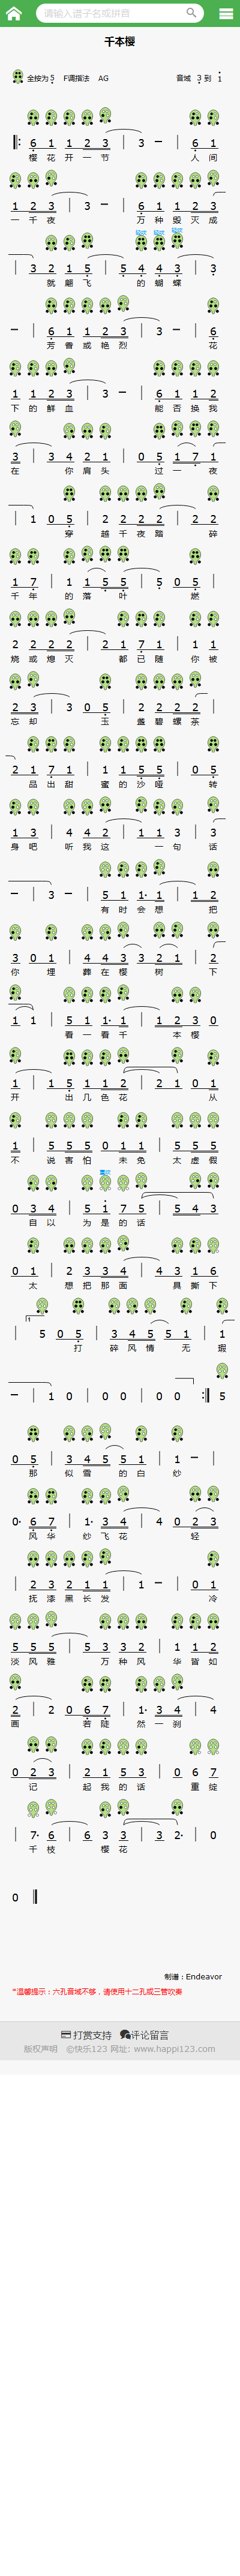 请输入谱子名或拼音
千本樱
全按为5 F调指法 AG 音域 3 到 1
6 1 1 2 3 3 − 6 1
樱花开一节 人间
1 2 3 3 − 6 1 1 2 3
一千夜 万种毁灭成
3 2 1 5 5 4 4 3 3
就翩飞 的蝴蝶
− 6 1 1 2 3 3 − 6
芳香或艳烈 花
1 1 2 3 3 − 6 1 1 2
下的鲜血 能否换我
3 3 4 2 1 0 5 1 7 1
在 你肩头 过一夜
1 0 5 2 2 2 2 2 2
穿 越千夜踏 碎
1 7 1 1 5 5 5 0 5
千年 的落叶 燃
2 2 2 2 2 1 7 1 1 1
烧或熄灭 都已随 你被
2 3 3 0 5 2 2 2 2
忘却 玉 盏碧螺茶
2 1 7 1 1 1 5 5 0 5
品出甜 蜜的沙哑 转
1 3 4 4 2 1 1 3 3
身吧 听我这 一句 话
− 3 − 5 1 1· 1 1 2
有时会想 把
3 0 1 4 4 3 3 2 1 2
你 埋 葬在樱 树 下
1 1 5 1 1· 1 1 2 3 0
看一看千 本樱
1 1 5 1 1 2 2 1 0 1
开 出几色花 从
1 5 5 5 0 1 1 5 5 5
不 说害怕 未免 太虚假
0 3 4 5 1 7 5 5 4 3
自以 为是的话
0 1 2 3 3 4 4 3 1 6
太 想把那面 具撕下
1
5 0 5 3 4 5 5 1 1
打 碎风情 无 瑕
− 1 0 0 0 0 0 5
0 5 3 4 5 5 1 1 −
那 似雪 的白 纱
0· 6 7 1· 3 4 4 0 2 3
风华 纱飞花 轻
2 3 2 1 1 1 − 0 1
抚漆黑长发 冷
5 5 5 5 3 3 2 1 1 2
淡风雅 万种风 华皆如
2 2 0 6 7 1· 3 4 4
画 若陡 然一刹
0 2 3 2 1 5 3 0 6 7
记 起我的话 重绽
7· 6 6 3 3 3 2· 0
千枝 樱花
0
制谱：Endeavor
*温馨提示：六孔音域不够，请使用十二孔或三管吹奏
打赏支持 评论留言
版权声明 ©快乐123 网址: www.happi123.com